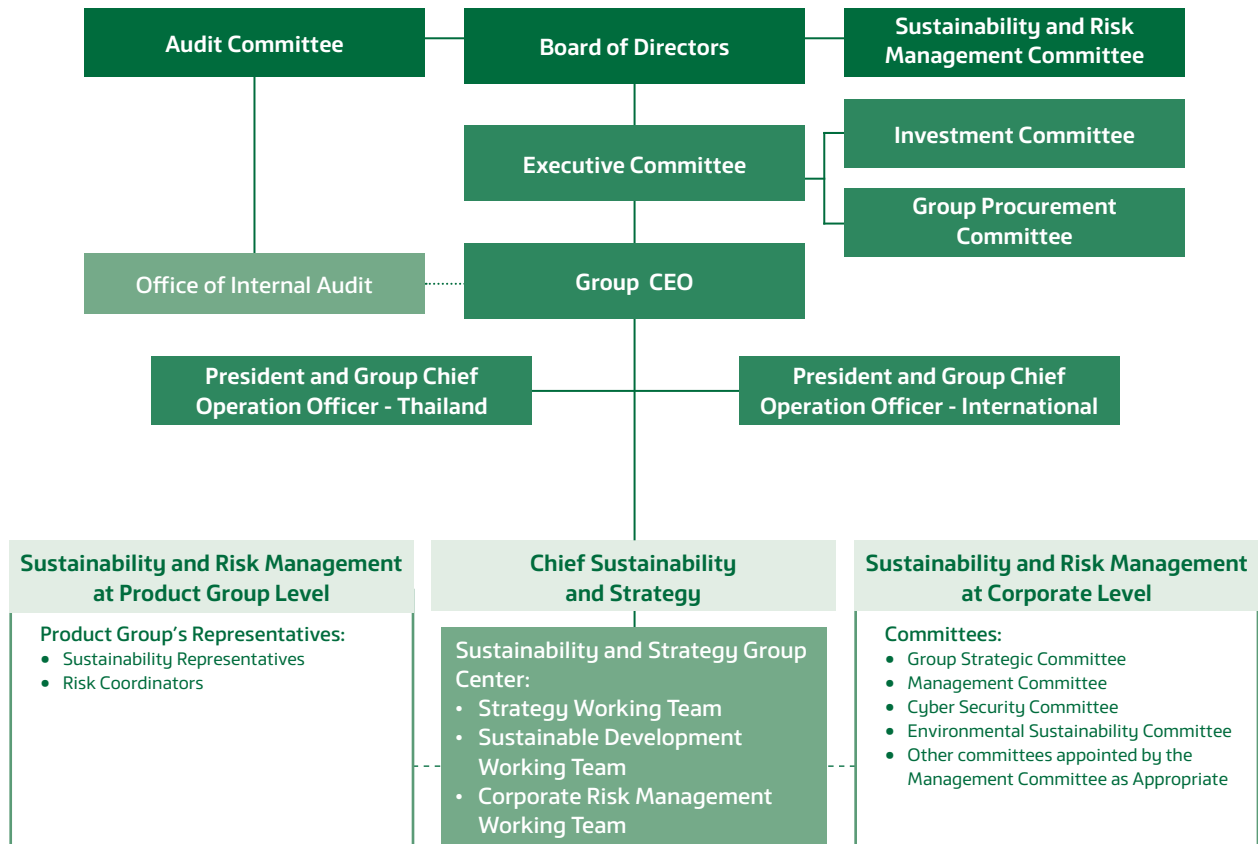 Audit Committee
Board of Directors
Sustainability and Risk
Management Committee
Executive Committee
Investment Committee
Group Procurement
Committee
Office of Internal Audit
Group CEO
President and Group Chief
Operation Officer - Thailand
President and Group Chief
Operation Officer - International
Sustainability and Risk Management
at Product Group Level
Product Group's Representatives:
• Sustainability Representatives
• Risk Coordinators
Chief Sustainability
and Strategy
Sustainability and Strategy Group
Center:
• Strategy Working Team
• Sustainable Development
Working Team
• Corporate Risk Management
Working Team
Sustainability and Risk Management
at Corporate Level
Committees:
• Group Strategic Committee
• Management Committee
• Cyber Security Committee
• Environmental Sustainability Committee
• Other committees appointed by the
Management Committee as Appropriate